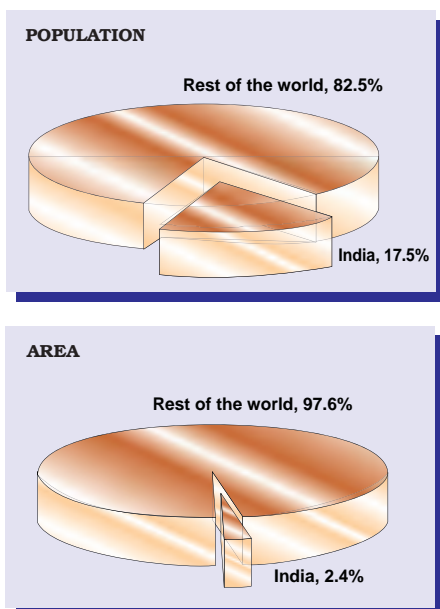 POPULATION
Rest of the world, 82.5%
India, 17.5%
AREA
Rest of the world, 97.6%
India, 2.4%